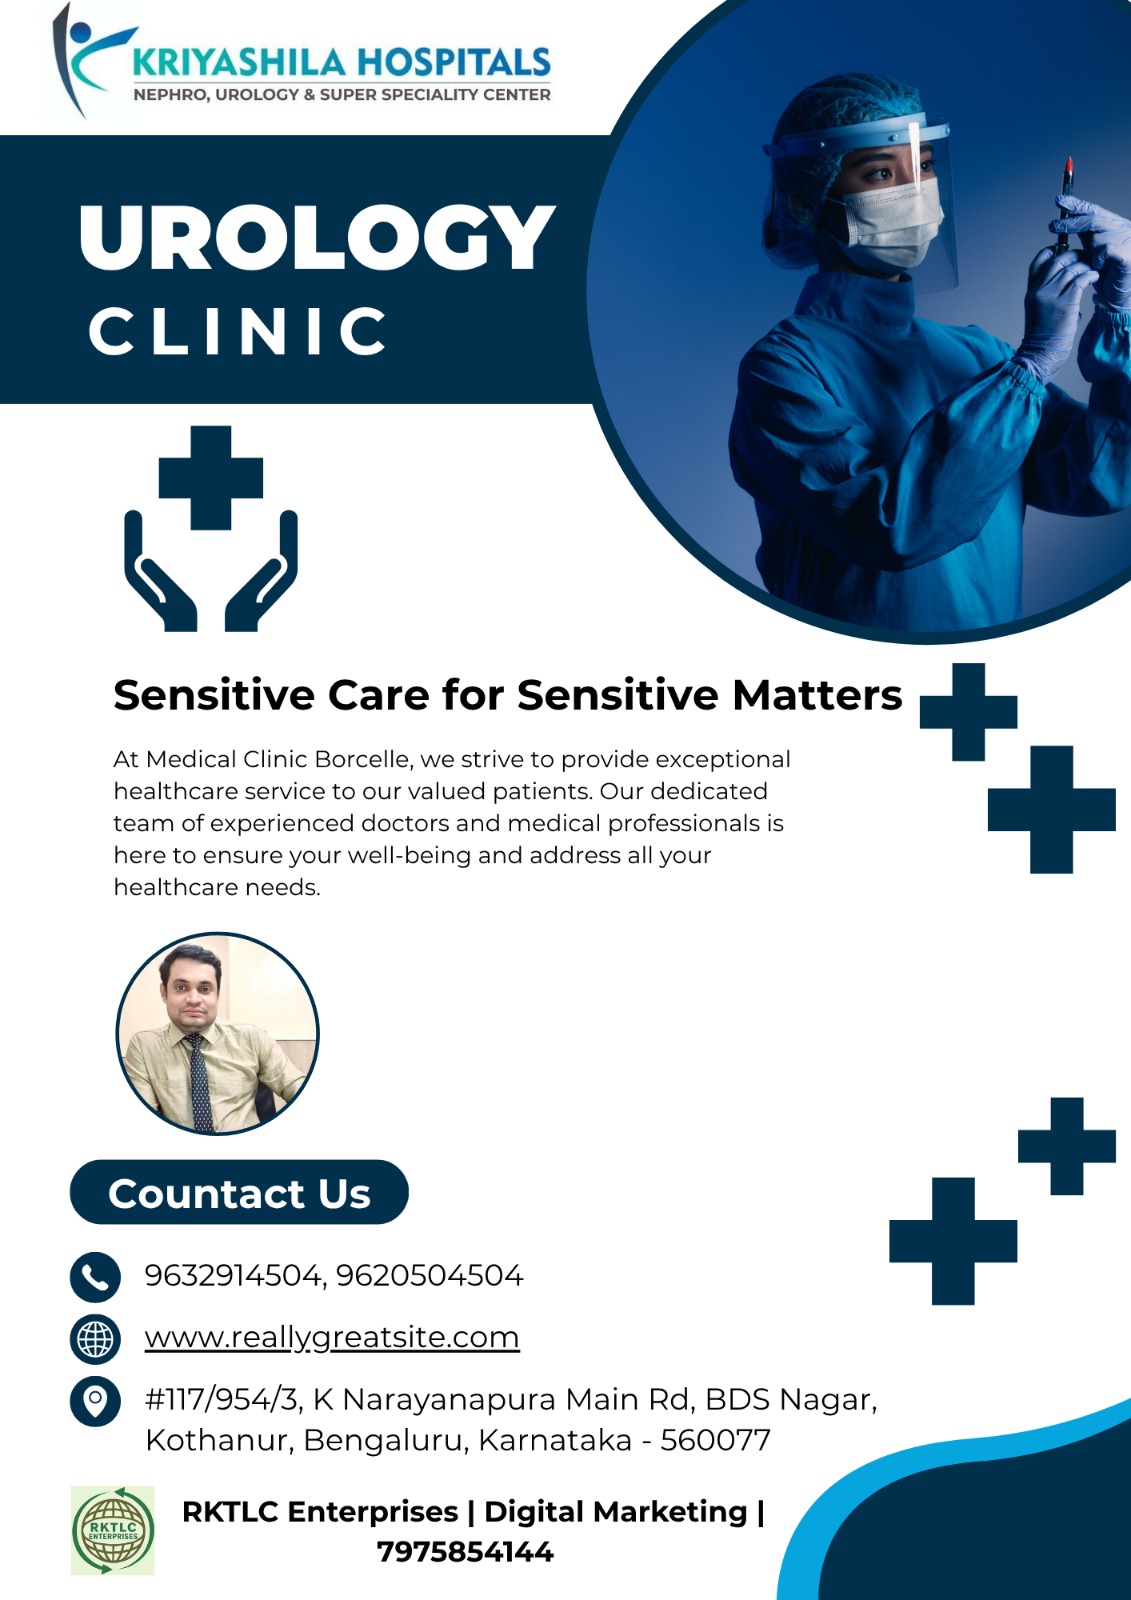 KRIYASHILA HOSPITALS
NEPHRO, UROLOGY & SUPER SPECIALITY CENTER
UROLOGY
CLINIC
Sensitive Care for Sensitive Matters
At Medical Clinic Borcelle, we strive to provide exceptional
healthcare service to our valued patients. Our dedicated
team of experienced doctors and medical professionals is
here to ensure your well-being and address all your
healthcare needs.
Countact Us
9632914504, 9620504504
www.reallygreatsite.com
#117/954/3, K Narayanapura Main Rd, BDS Nagar,
Kothanur, Bengaluru, Karnataka - 560077
RKTLC
ENTERPRISES
RKTLC Enterprises | Digital Marketing |
7975854144